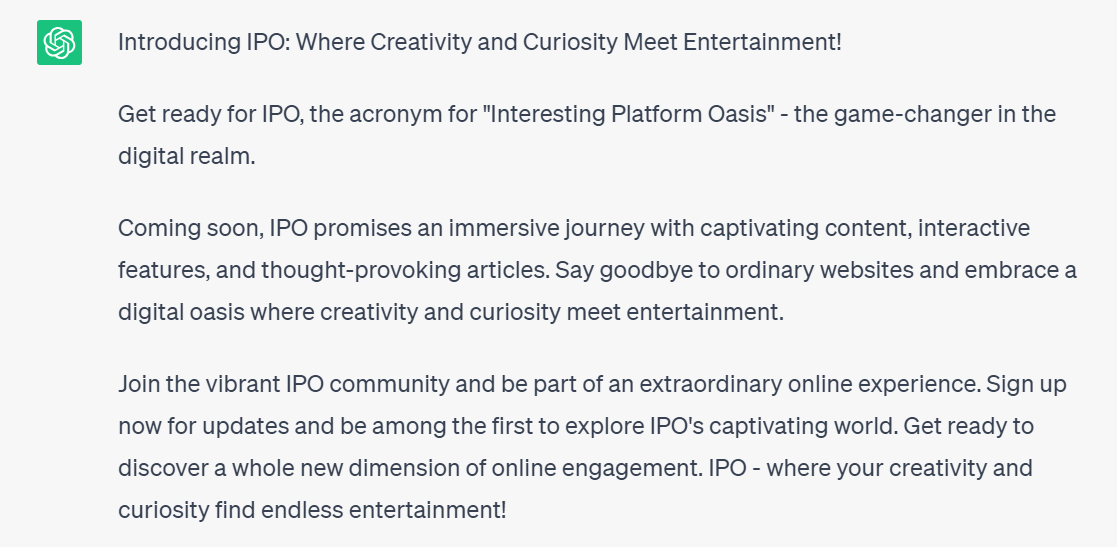 Introducing IPO: Where Creativity and Curiosity Meet Entertainment!
Get ready for IPO, the acronym for "Interesting Platform Oasis" - the game-changer in the
digital realm.
Coming soon, IPO promises an immersive journey with captivating content, interactive
features, and thought-provoking articles. Say goodbye to ordinary websites and embrace a
digital oasis where creativity and curiosity meet entertainment.
Join the vibrant IPO community and be part of an extraordinary online experience. Sign up
now for updates and be among the first to explore IPO's captivating world. Get ready to
discover a whole new dimension of online engagement. IPO - where your creativity and
curiosity find endless entertainment!